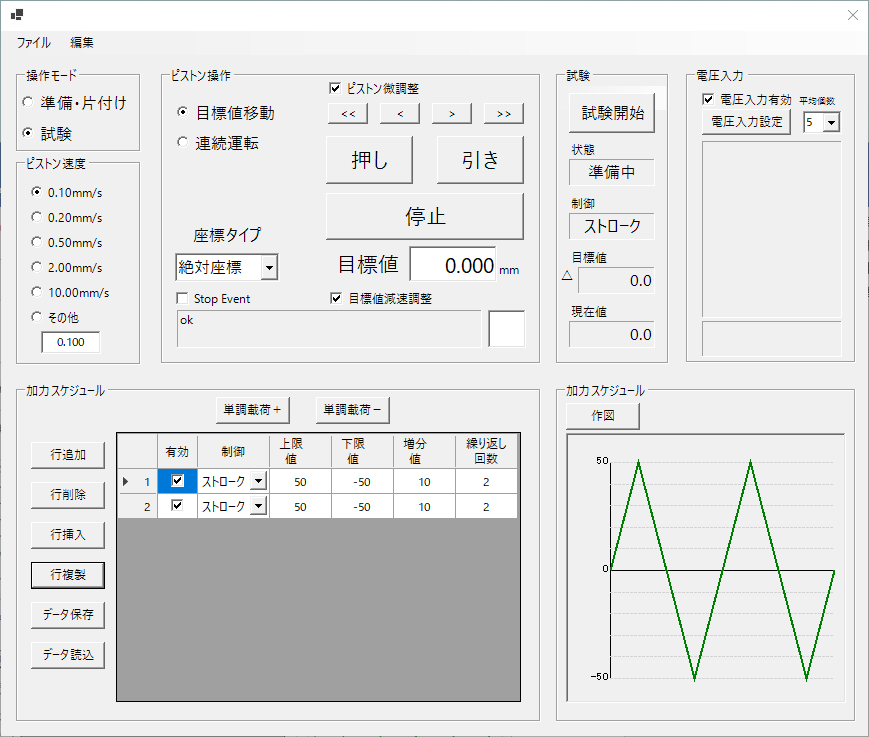 ファイル 編集
操作モード
準備・片付け
試験
ピストン速度
0.10mm/s
0.20mm/s
0.50mm/s
2.00mm/s
10.00mm/s
その他
0.100
ピストン操作
目標値移動
連続運転
ピストン微調整
<< < > >>
押し 引き
停止
座標タイプ
絶対座標
目標値 0.000 mm
Stop Event
目標値減速調整
ok
試験
試験開始
状態
準備中
制御
ストローク
目標値
△ 0.0
現在値
0.0
電圧入力
電圧入力有効 平均個数
電圧入力設定 5
加力スケジュール
単調載荷+ 単調載荷-
行追加
行削除
行挿入
行複製
データ保存
データ読込
有効 制御 上限値 下限値 増分値 繰り返し回数
1 ストローク 50 -50 10 2
2 ストローク 50 -50 10 2
加力スケジュール
作図
50
0
-50